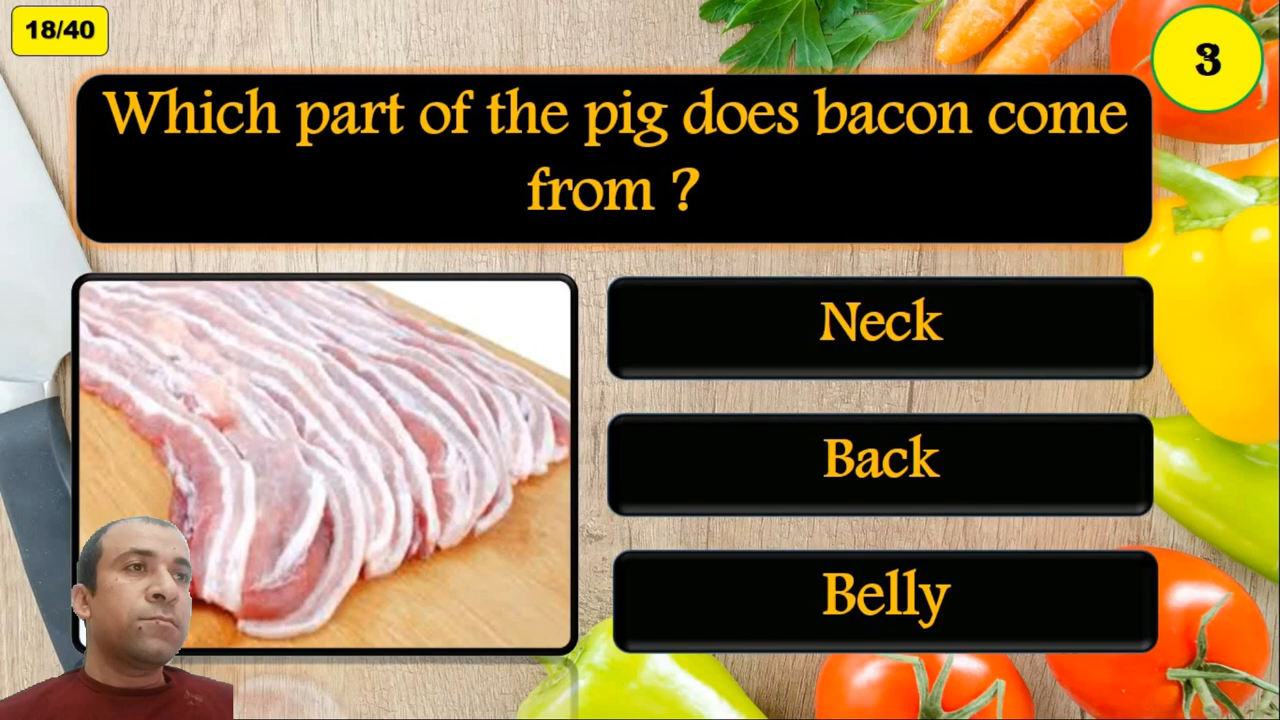 18/40
3
Which part of the pig does bacon come
from ?
Neck
Back
Belly